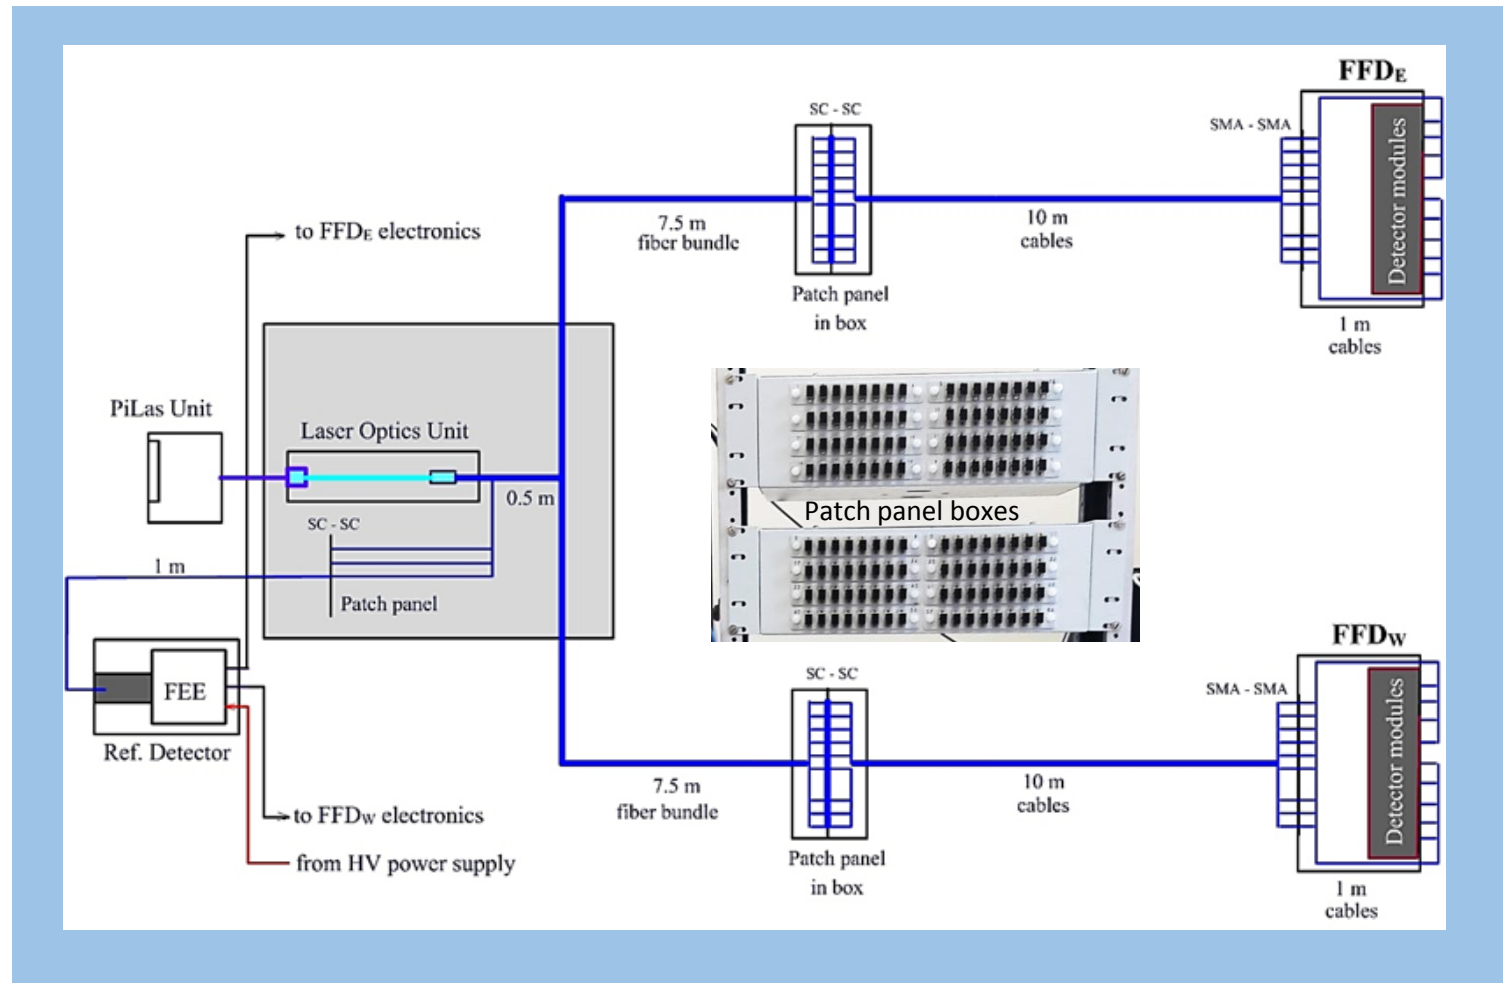 FFDE
SC - SC
SMA - SMA
Detector modules
7.5 m
fiber bundle
10 m
cables
to FFDE electronics
Patch panel
in box
1 m
cables
PiLas Unit
Laser Optics Unit
0.5 m
SC - SC
1 m
Patch panel
Patch panel boxes
FEE
Ref. Detector
FFDW
SC - SC
SMA - SMA
Detector modules
7.5 m
fiber bundle
10 m
cables
to FFDW electronics
from HV power supply
Patch panel
in box
1 m
cables